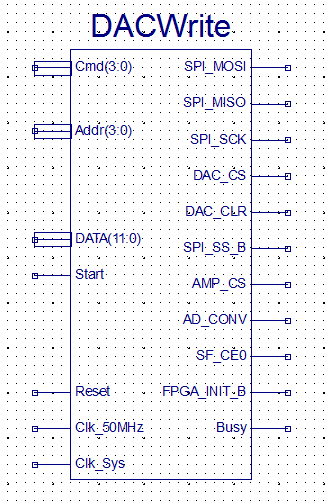 DACWrite
Cmd(3:0) SPI_MOSI
SPI_MISO
Addr(3:0) SPI_SCK
DAC_CS
DAC_CLR
DATA(11:0) SPI_SS_B
Start AMP_CS
AD_CONV
SF_CE0
Reset FPGA_INIT_B
Clk_50MHz Busy
Clk_Sys